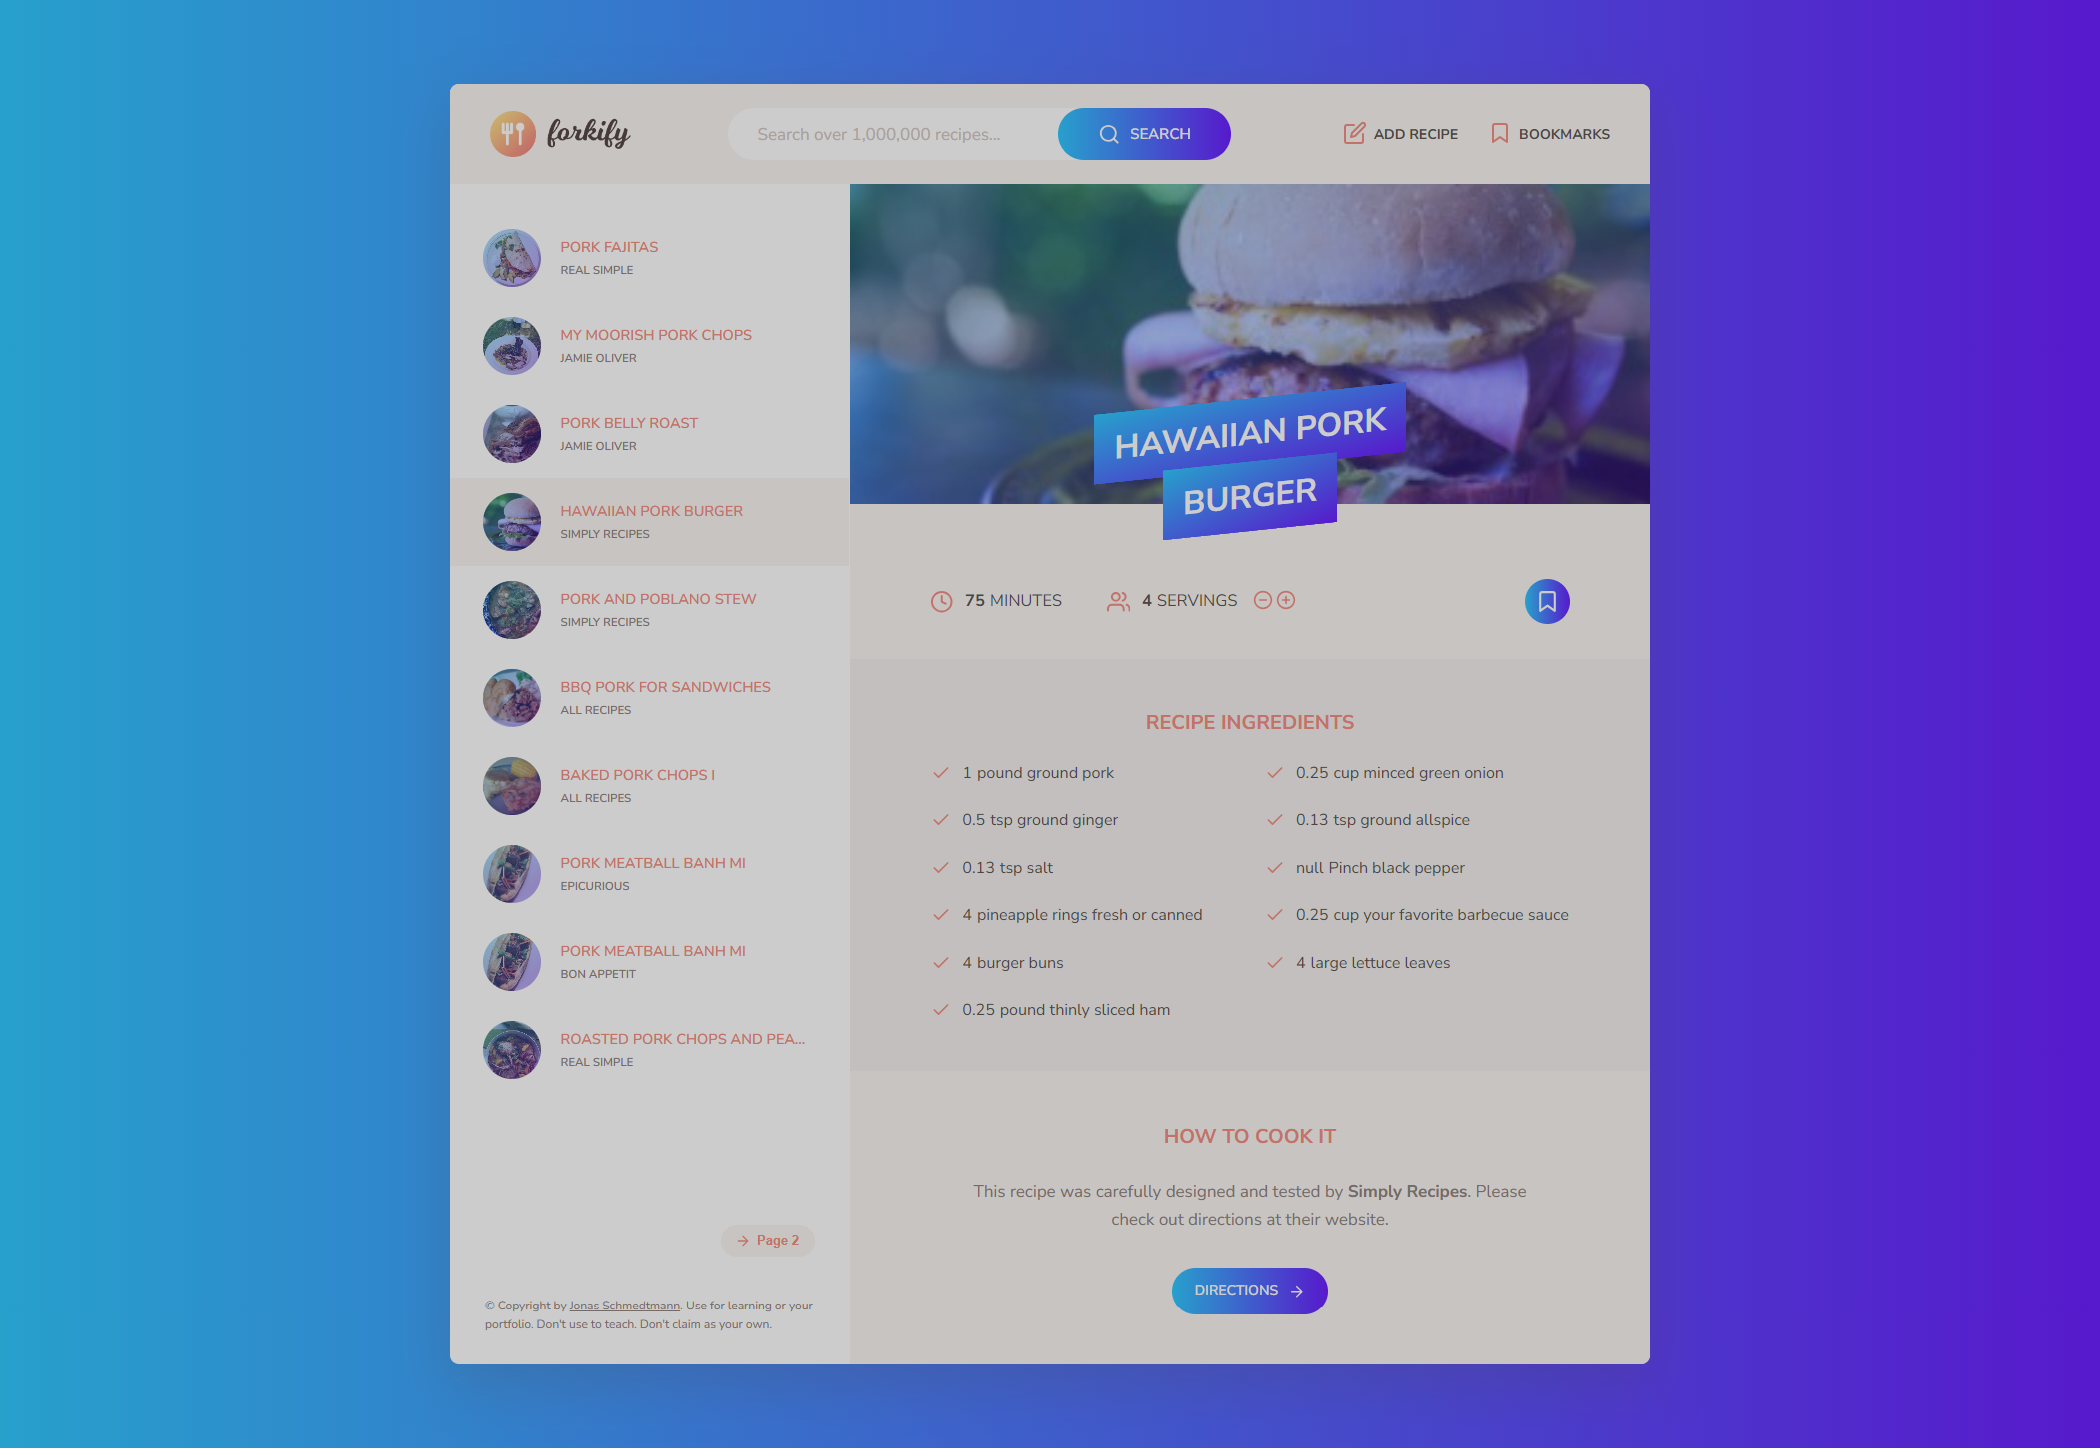 forkify
Search over 1,000,000 recipes...
SEARCH
ADD RECIPE
BOOKMARKS
PORK FAJITAS
REAL SIMPLE
MY MOORISH PORK CHOPS
JAMIE OLIVER
PORK BELLY ROAST
JAMIE OLIVER
HAWAIIAN PORK BURGER
SIMPLY RECIPES
PORK AND POBLANO STEW
SIMPLY RECIPES
BBQ PORK FOR SANDWICHES
ALL RECIPES
BAKED PORK CHOPS I
ALL RECIPES
PORK MEATBALL BANH MI
EPICURIOUS
PORK MEATBALL BANH MI
BON APPETIT
ROASTED PORK CHOPS AND PEA...
REAL SIMPLE
Page 2
© Copyright by Jonas Schmedtmann. Use for learning or your
portfolio. Don't use to teach. Don't claim as your own.
HAWAIIAN PORK
BURGER
75 MINUTES
4 SERVINGS
RECIPE INGREDIENTS
1 pound ground pork
0.25 cup minced green onion
0.5 tsp ground ginger
0.13 tsp ground allspice
0.13 tsp salt
null Pinch black pepper
4 pineapple rings fresh or canned
0.25 cup your favorite barbecue sauce
4 burger buns
4 large lettuce leaves
0.25 pound thinly sliced ham
HOW TO COOK IT
This recipe was carefully designed and tested by Simply Recipes. Please
check out directions at their website.
DIRECTIONS